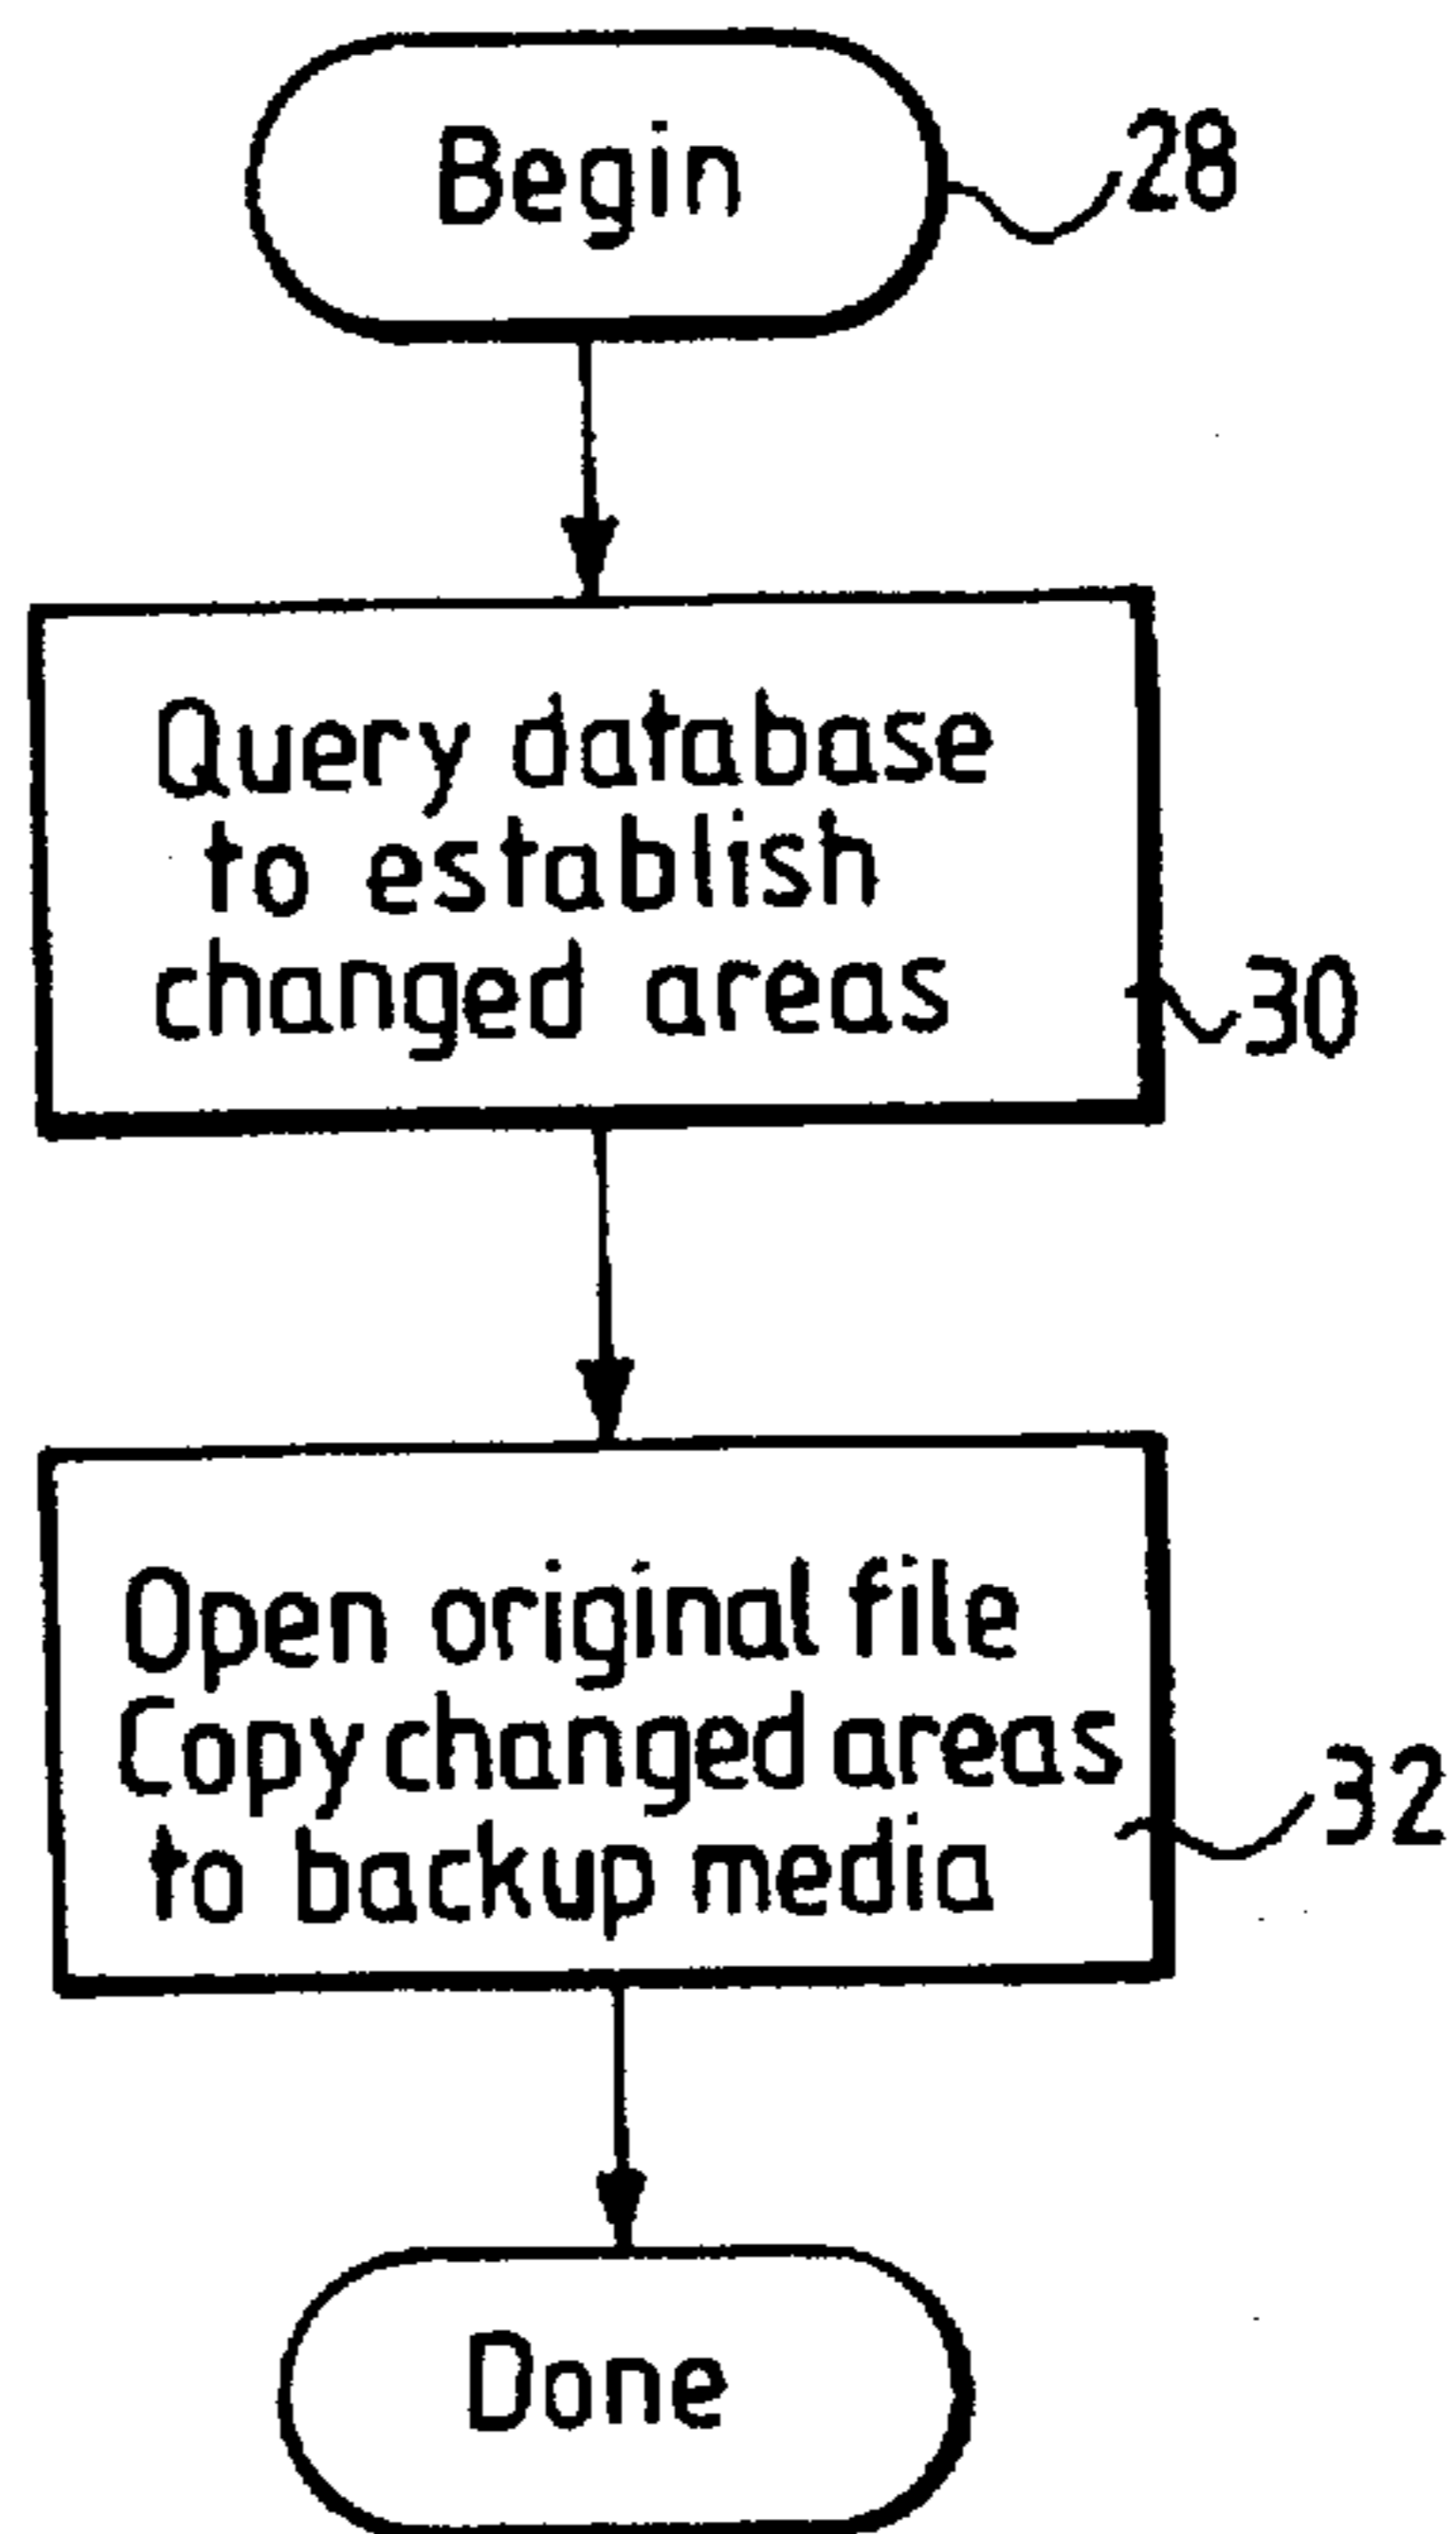 Begin
28
Query database
to establish
changed areas
30
Open original file
Copy changed areas
to backup media
32
Done